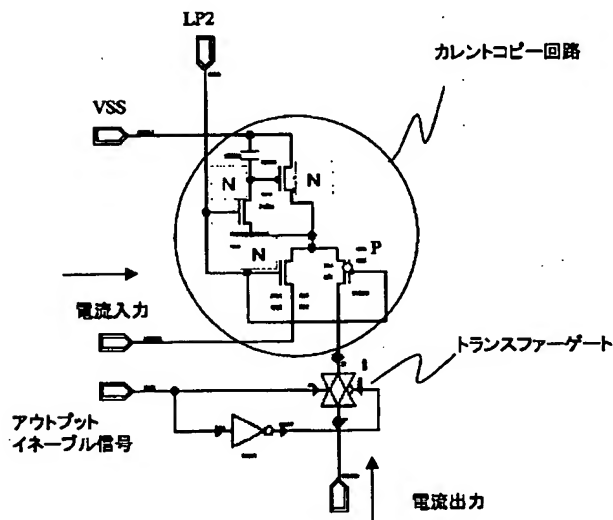 LP2
カレントコピー回路
VSS
N
N
N
P
電流入力
トランスファーゲート
アウトプット
イネーブル信号
電流出力